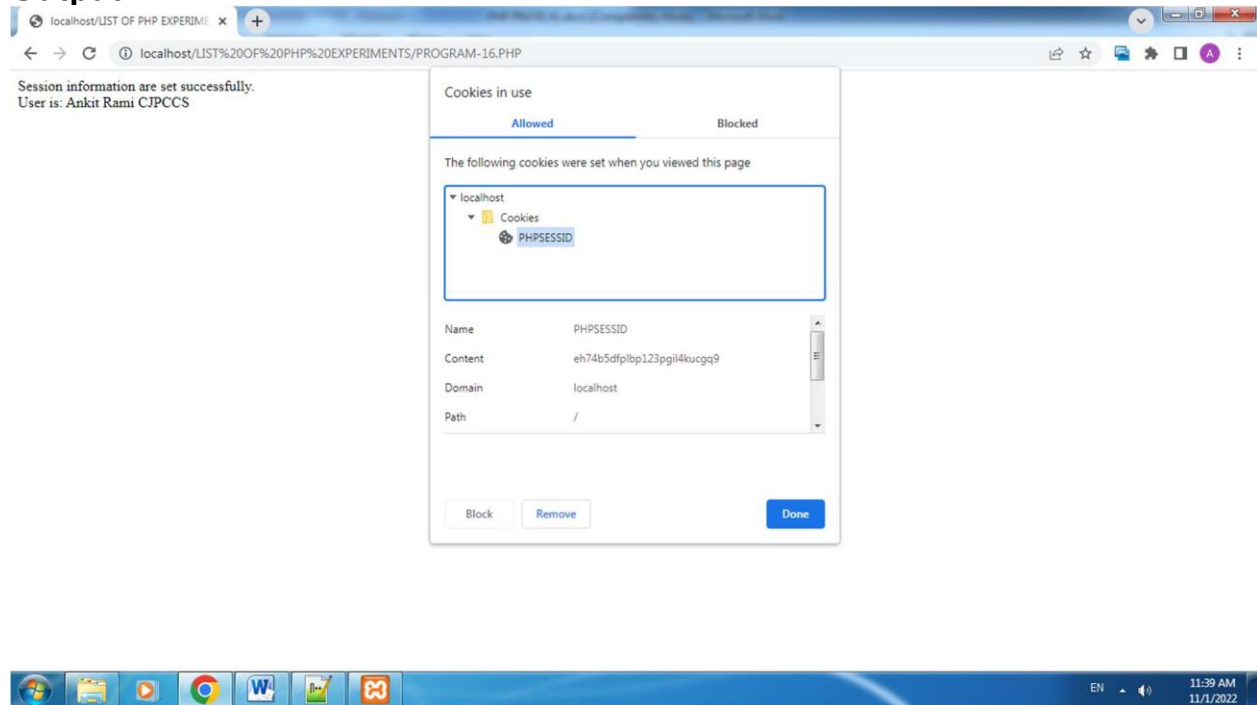 localhost/LIST OF PHP EXPERIME
localhost/LIST%20OF%20PHP%20EXPERIMENTS/PROGRAM-16.PHP
A
Session information are set successfully.
User is: Ankit Rami CJPCCS
Cookies in use
Allowed Blocked
The following cookies were set when you viewed this page
localhost
Cookies
PHPSESSID
Name PHPSESSID
Content eh74b5dfplbp123pgil4kucgq9
Domain localhost
Path /
Block Remove Done
EN 11:39 AM
11/1/2022